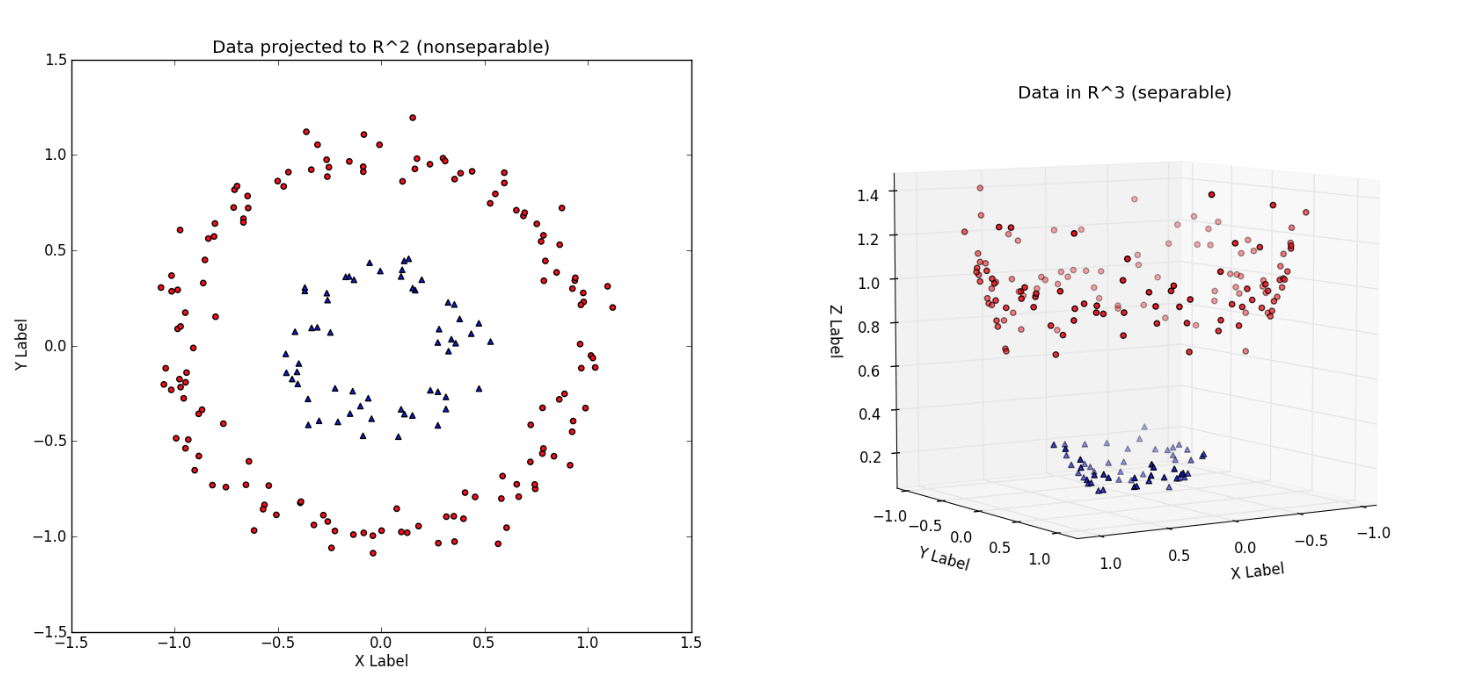 Data projected to R^2 (nonseparable)
1.5
1.0
0.5
0.0
−0.5
−1.0
−1.5
Y Label
−1.5 −1.0 −0.5 0.0 0.5 1.0 1.5
X Label
Data in R^3 (separable)
1.4
1.2
1.0
0.8
0.6
0.4
0.2
Z Label
−1.0 −0.5 0.0 0.5 1.0
Y Label
1.0 0.5 0.0 −0.5 −1.0
X Label